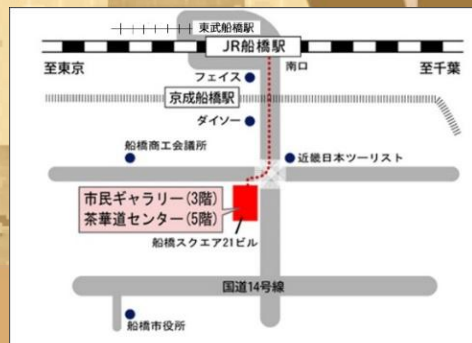 東武船橋駅
JR船橋駅
至東京
南口
至千葉
フェイス
京成船橋駅
ダイソー
船橋商工会議所
近畿日本ツーリスト
市民ギャラリー(3階)
茶華道センター(5階)
船橋スクエア21ビル
国道14号線
船橋市役所